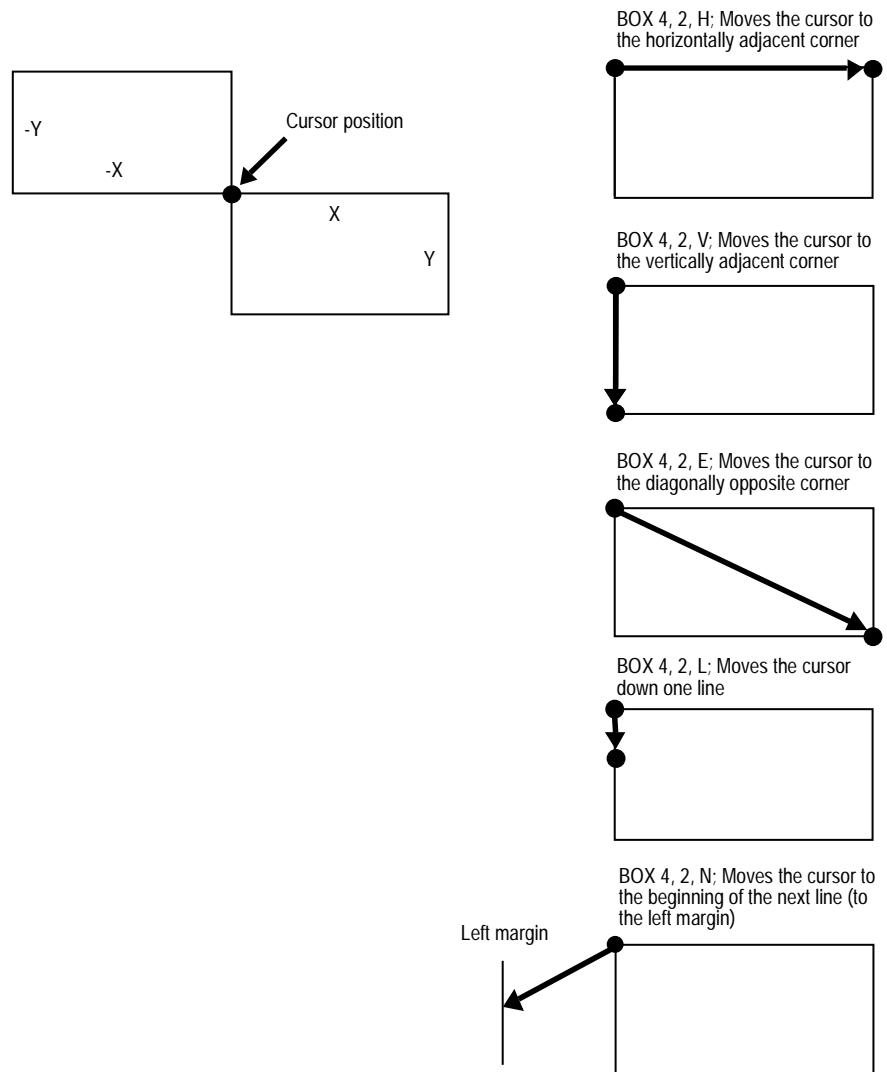 BOX 4, 2, H; Moves the cursor to
the horizontally adjacent corner
Cursor position
-Y
-X
X
Y
BOX 4, 2, V; Moves the cursor to
the vertically adjacent corner
BOX 4, 2, E; Moves the cursor to
the diagonally opposite corner
BOX 4, 2, L; Moves the cursor
down one line
BOX 4, 2, N; Moves the cursor to
the beginning of the next line (to
the left margin)
Left margin